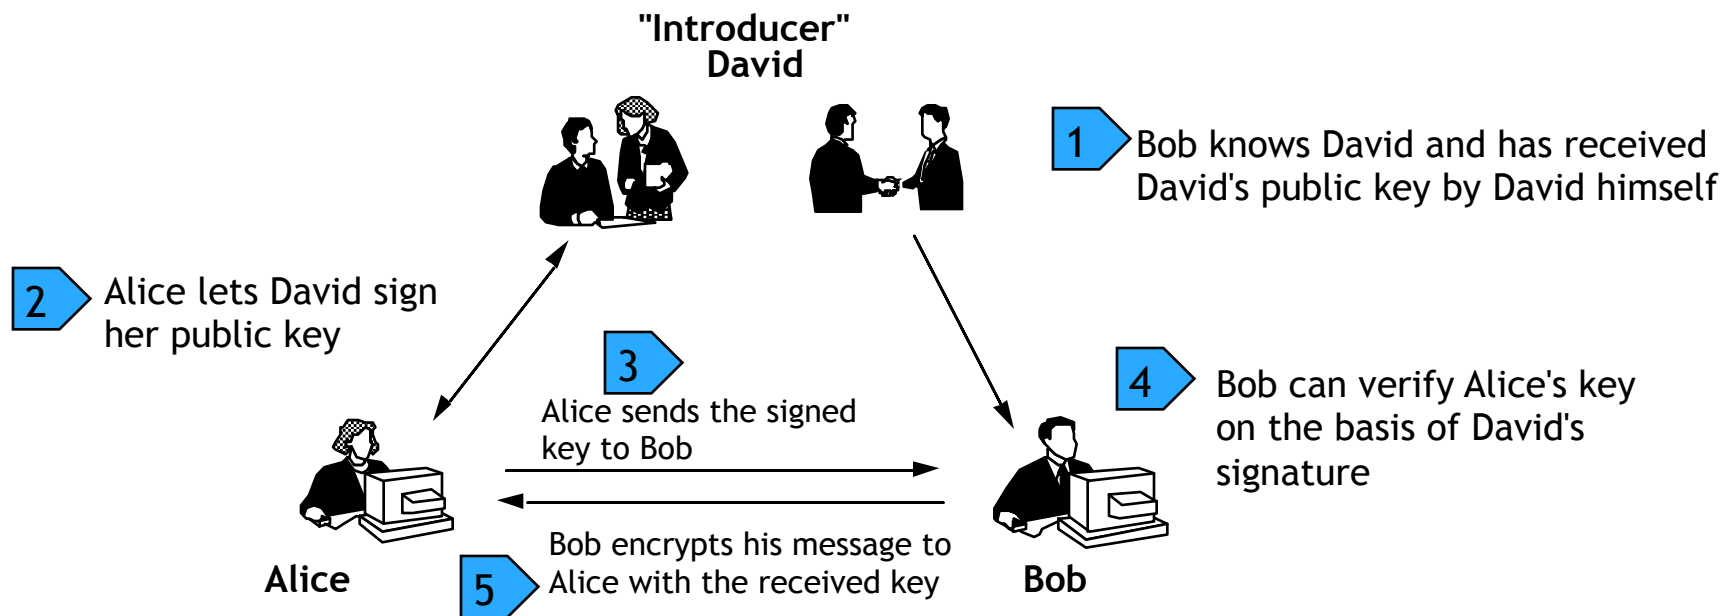 "Introducer"
David
1
Bob knows David and has received
David's public key by David himself
2
Alice lets David sign
her public key
3
Alice sends the signed
key to Bob
4
Bob can verify Alice's key
on the basis of David's
signature
5
Bob encrypts his message to
Alice with the received key
Alice
Bob